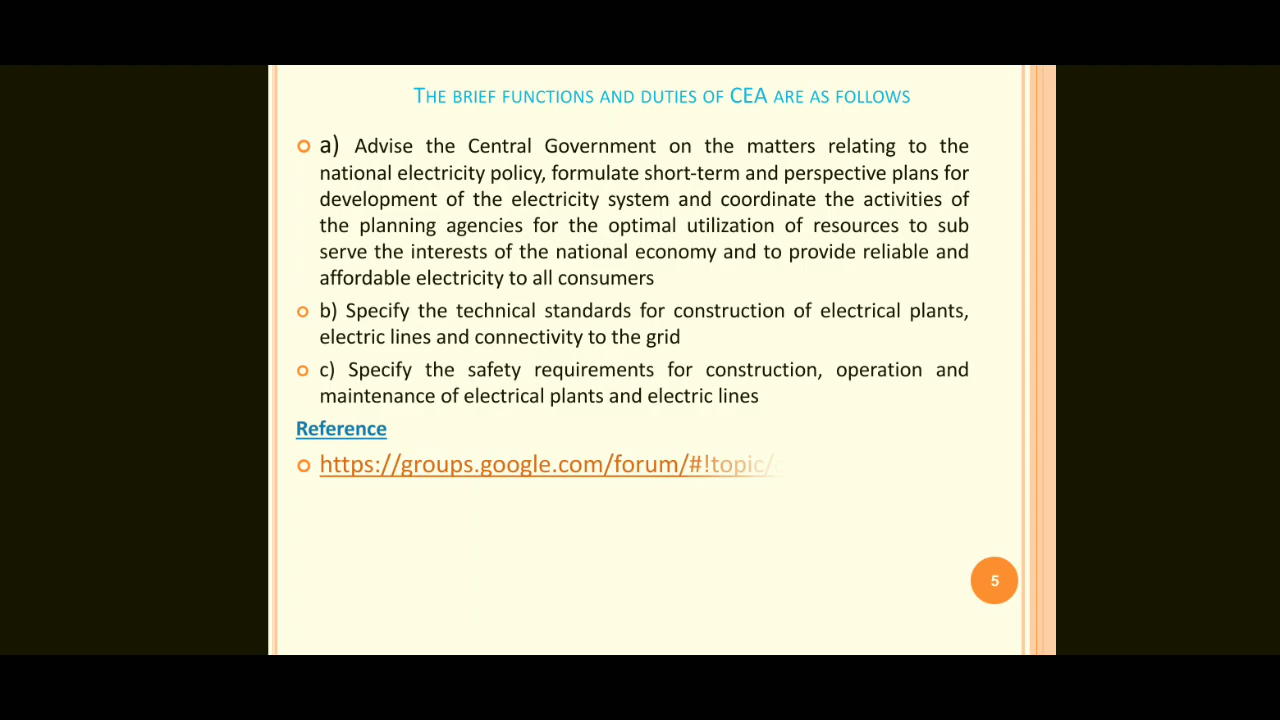 THE BRIEF FUNCTIONS AND DUTIES OF CEA ARE AS FOLLOWS
a) Advise the Central Government on the matters relating to the
national electricity policy, formulate short-term and perspective plans for
development of the electricity system and coordinate the activities of
the planning agencies for the optimal utilization of resources to sub
serve the interests of the national economy and to provide reliable and
affordable electricity to all consumers
b) Specify the technical standards for construction of electrical plants,
electric lines and connectivity to the grid
c) Specify the safety requirements for construction, operation and
maintenance of electrical plants and electric lines
Reference
https://groups.google.com/forum/#!topic/
5